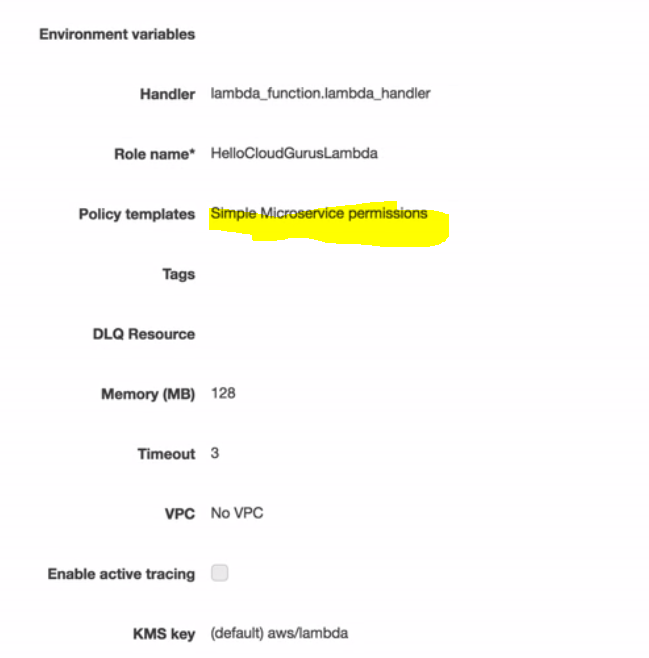 Environment variables
Handler lambda_function.lambda_handler
Role name* HelloCloudGurusLambda
Policy templates Simple Microservice permissions
Tags
DLQ Resource
Memory (MB) 128
Timeout 3
VPC No VPC
Enable active tracing
KMS key (default) aws/lambda